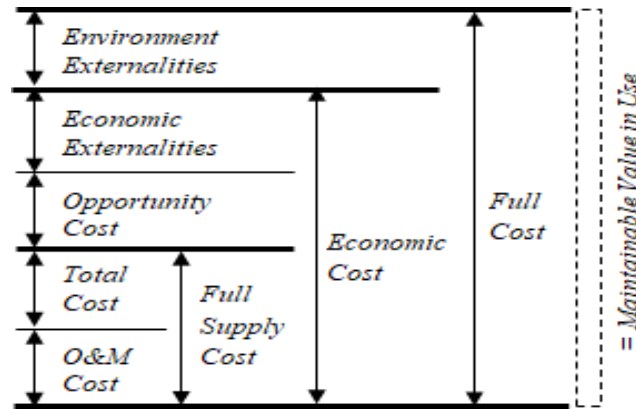 Environment
Externalities
Economic
Externalities
Opportunity
Cost
Total
Cost
O&M
Cost
Full
Supply
Cost
Economic
Cost
Full
Cost
= Maintainable Value in Use